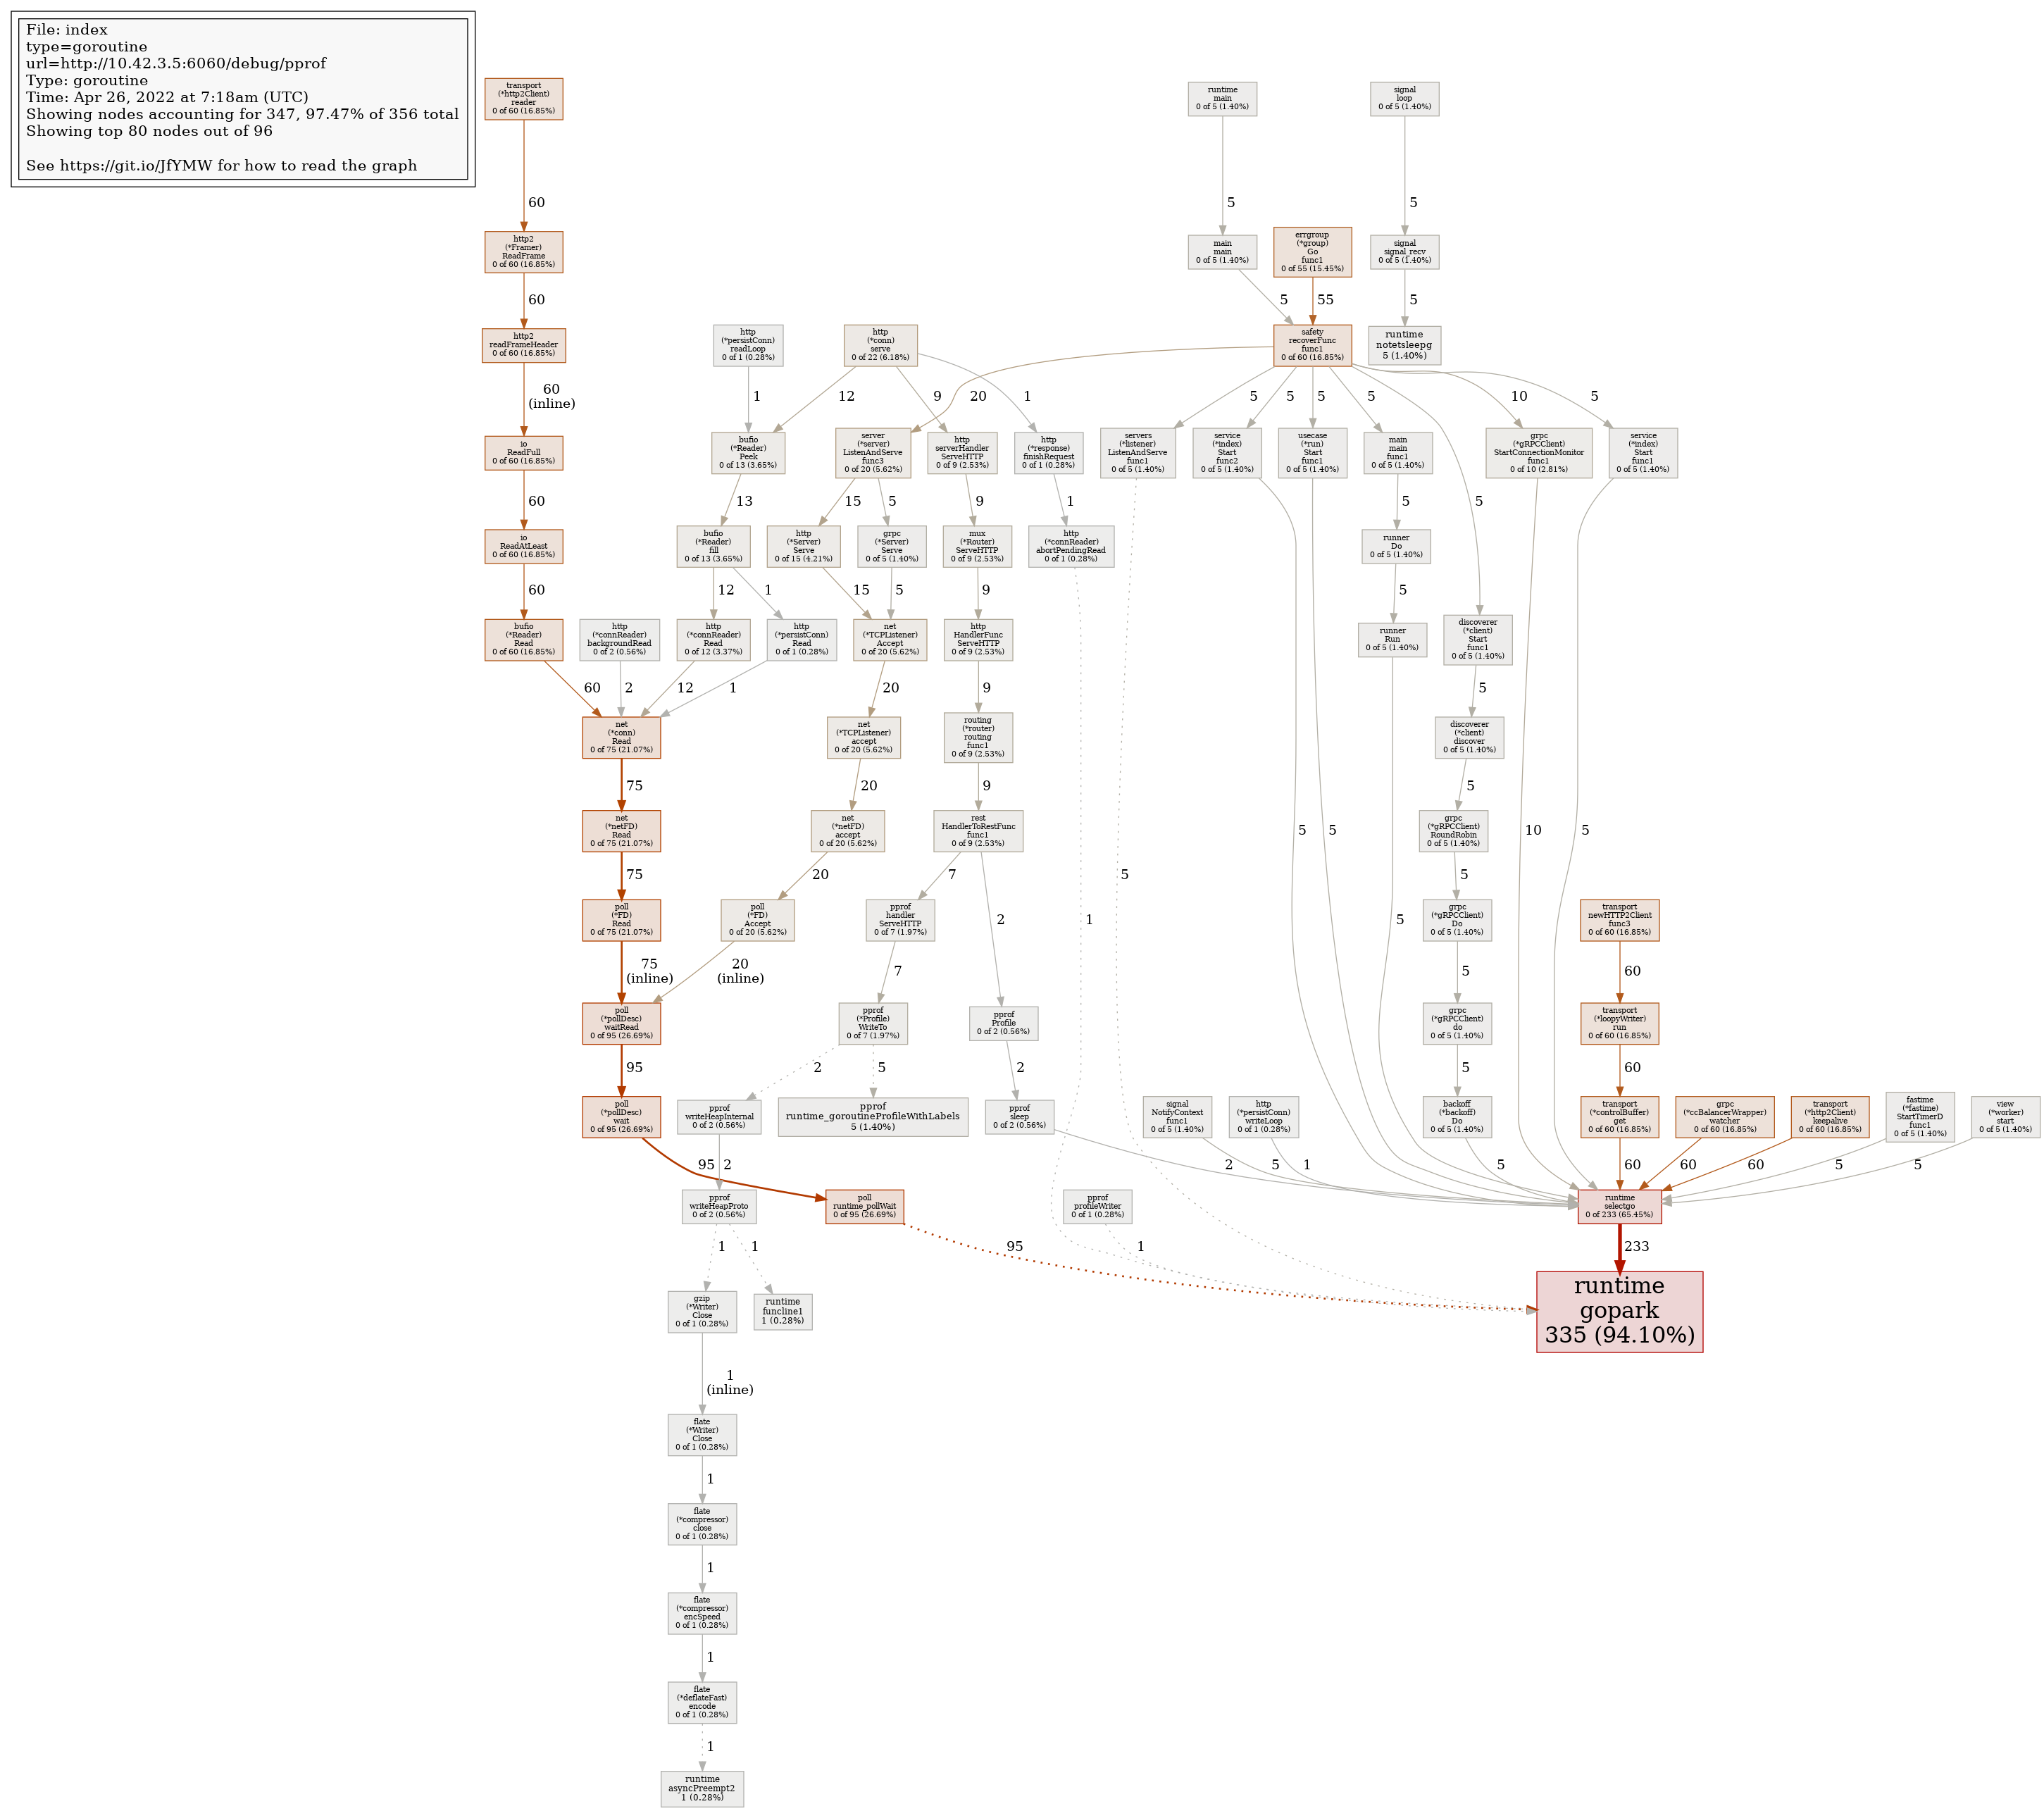 File: index
type=goroutine
url=http://10.42.3.5:6060/debug/pprof
Type: goroutine
Time: Apr 26, 2022 at 7:18am (UTC)
Showing nodes accounting for 347, 97.47% of 356 total
Showing top 80 nodes out of 96
See https://git.io/JfYMW for how to read the graph
transport
(*http2Client)
reader
0 of 60 (16.85%)
runtime
main
0 of 5 (1.40%)
signal
loop
0 of 5 (1.40%)
60
5
5
http2
(*Framer)
ReadFrame
0 of 60 (16.85%)
main
main
0 of 5 (1.40%)
errgroup
(*group)
Go
func1
0 of 55 (15.45%)
signal
signal_recv
0 of 5 (1.40%)
60
5
55
5
http2
readFrameHeader
0 of 60 (16.85%)
http
(*persistConn)
readLoop
0 of 1 (0.28%)
http
(*conn)
serve
0 of 22 (6.18%)
safety
recoverFunc
func1
0 of 60 (16.85%)
runtime
notetsleepg
5 (1.40%)
60
(inline)
1
12
9
1
20
5
5
5
5
5
10
5
io
ReadFull
0 of 60 (16.85%)
bufio
(*Reader)
Peek
0 of 13 (3.65%)
server
(*server)
ListenAndServe
func3
0 of 20 (5.62%)
http
serverHandler
ServeHTTP
0 of 9 (2.53%)
http
(*response)
finishRequest
0 of 1 (0.28%)
servers
(*listener)
ListenAndServe
func1
0 of 5 (1.40%)
service
(*index)
Start
func2
0 of 5 (1.40%)
usecase
(*run)
Start
func1
0 of 5 (1.40%)
main
main
func1
0 of 5 (1.40%)
grpc
(*gRPCClient)
StartConnectionMonitor
func1
0 of 10 (2.81%)
service
(*index)
Start
func1
0 of 5 (1.40%)
60
13
15
5
9
1
5
io
ReadAtLeast
0 of 60 (16.85%)
bufio
(*Reader)
fill
0 of 13 (3.65%)
http
(*Server)
Serve
0 of 15 (4.21%)
grpc
(*Server)
Serve
0 of 5 (1.40%)
mux
(*Router)
ServeHTTP
0 of 9 (2.53%)
http
(*connReader)
abortPendingRead
0 of 1 (0.28%)
runner
Do
0 of 5 (1.40%)
60
12
1
15
5
9
5
bufio
(*Reader)
Read
0 of 60 (16.85%)
http
(*connReader)
backgroundRead
0 of 2 (0.56%)
http
(*connReader)
Read
0 of 12 (3.37%)
http
(*persistConn)
Read
0 of 1 (0.28%)
net
(*TCPListener)
Accept
0 of 20 (5.62%)
http
HandlerFunc
ServeHTTP
0 of 9 (2.53%)
runner
Run
0 of 5 (1.40%)
discoverer
(*client)
Start
func1
0 of 5 (1.40%)
60
2
12
1
20
9
5
net
(*conn)
Read
0 of 75 (21.07%)
net
(*TCPListener)
accept
0 of 20 (5.62%)
routing
(*router)
routing
func1
0 of 9 (2.53%)
discoverer
(*client)
discover
0 of 5 (1.40%)
75
20
9
5
net
(*netFD)
Read
0 of 75 (21.07%)
net
(*netFD)
accept
0 of 20 (5.62%)
rest
HandlerToRestFunc
func1
0 of 9 (2.53%)
grpc
(*gRPCClient)
RoundRobin
0 of 5 (1.40%)
5
5
10
5
75
20
7
5
5
5
poll
(*FD)
Read
0 of 75 (21.07%)
poll
(*FD)
Accept
0 of 20 (5.62%)
pprof
handler
ServeHTTP
0 of 7 (1.97%)
2
1
grpc
(*gRPCClient)
Do
0 of 5 (1.40%)
transport
newHTTP2Client
func3
0 of 60 (16.85%)
75
(inline)
20
(inline)
7
5
60
poll
(*pollDesc)
waitRead
0 of 95 (26.69%)
pprof
(*Profile)
WriteTo
0 of 7 (1.97%)
pprof
Profile
0 of 2 (0.56%)
grpc
(*gRPCClient)
do
0 of 5 (1.40%)
transport
(*loopyWriter)
run
0 of 60 (16.85%)
95
2
5
2
5
60
poll
(*pollDesc)
wait
0 of 95 (26.69%)
pprof
writeHeapInternal
0 of 2 (0.56%)
pprof
runtime_goroutineProfileWithLabels
5 (1.40%)
pprof
sleep
0 of 2 (0.56%)
signal
NotifyContext
func1
0 of 5 (1.40%)
http
(*persistConn)
writeLoop
0 of 1 (0.28%)
backoff
(*backoff)
Do
0 of 5 (1.40%)
transport
(*controlBuffer)
get
0 of 60 (16.85%)
grpc
(*ccBalancerWrapper)
watcher
0 of 60 (16.85%)
transport
(*http2Client)
keepalive
0 of 60 (16.85%)
fastime
(*fastime)
StartTimerD
func1
0 of 5 (1.40%)
view
(*worker)
start
0 of 5 (1.40%)
95
2
2
5
1
5
60
60
60
5
5
pprof
writeHeapProto
0 of 2 (0.56%)
poll
runtime_pollWait
0 of 95 (26.69%)
pprof
profileWriter
0 of 1 (0.28%)
runtime
selectgo
0 of 233 (65.45%)
1
1
95
1
233
gzip
(*Writer)
Close
0 of 1 (0.28%)
runtime
funcline1
1 (0.28%)
runtime
gopark
335 (94.10%)
1
(inline)
flate
(*Writer)
Close
0 of 1 (0.28%)
1
flate
(*compressor)
close
0 of 1 (0.28%)
1
flate
(*compressor)
encSpeed
0 of 1 (0.28%)
1
flate
(*deflateFast)
encode
0 of 1 (0.28%)
1
runtime
asyncPreempt2
1 (0.28%)